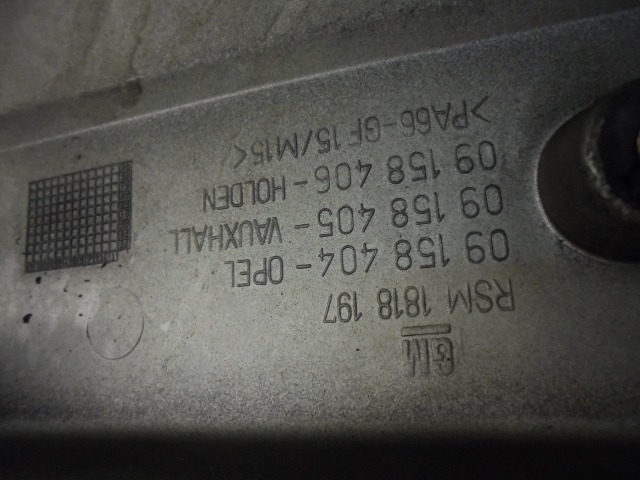 GM
RSM 1818 197
09 158 404 - OPEL
09 158 405 - VAUXHALL
09 158 406 - HOLDEN
>PA66-GF15/M15<